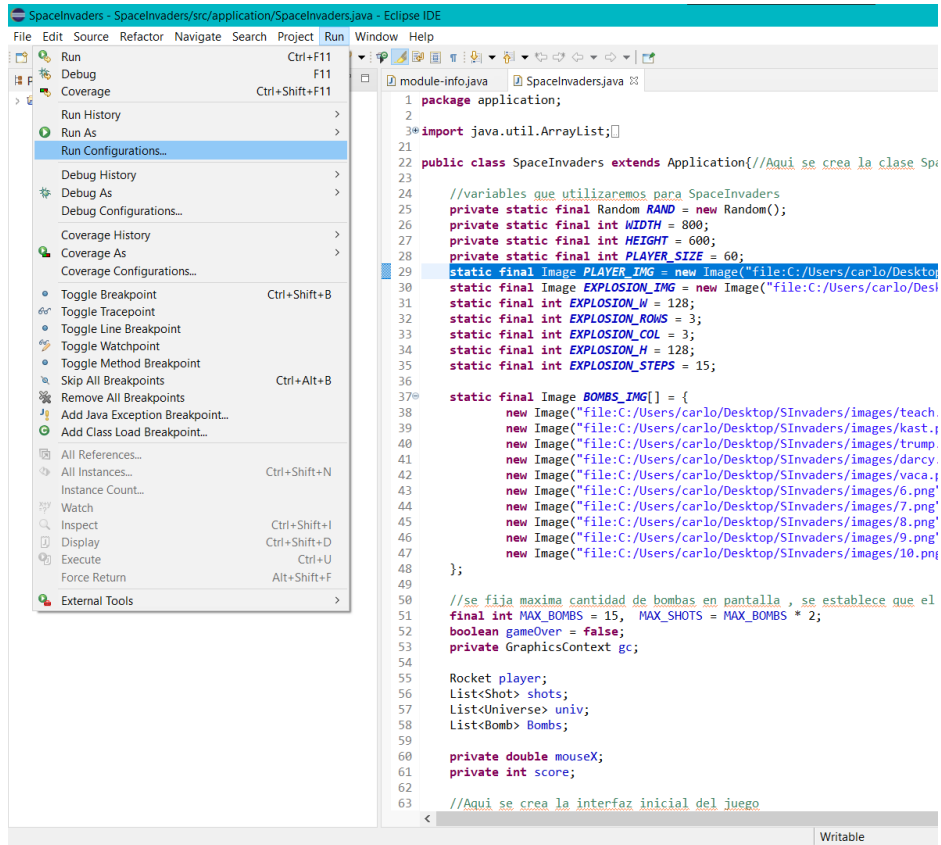 SpaceInvaders - SpaceInvaders/src/application/SpaceInvaders.java - Eclipse IDE
File Edit Source Refactor Navigate Search Project Run Window Help
Run Ctrl+F11
Debug F11
Coverage Ctrl+Shift+F11
Run History
Run As
Run Configurations...
Debug History
Debug As
Debug Configurations...
Coverage History
Coverage As
Coverage Configurations...
Toggle Breakpoint Ctrl+Shift+B
Toggle Tracepoint
Toggle Line Breakpoint
Toggle Watchpoint
Toggle Method Breakpoint
Skip All Breakpoints Ctrl+Alt+B
Remove All Breakpoints
Add Java Exception Breakpoint...
Add Class Load Breakpoint...
All References...
All Instances... Ctrl+Shift+N
Instance Count...
Watch
Inspect Ctrl+Shift+I
Display Ctrl+Shift+D
Execute Ctrl+U
Force Return Alt+Shift+F
External Tools
module-info.java SpaceInvaders.java
1 package application;
2
3 import java.util.ArrayList;
21
22 public class SpaceInvaders extends Application{//Aqui se crea la clase Spa
23
24 //variables que utilizaremos para SpaceInvaders
25 private static final Random RAND = new Random();
26 private static final int WIDTH = 800;
27 private static final int HEIGHT = 600;
28 private static final int PLAYER_SIZE = 60;
29 static final Image PLAYER_IMG = new Image("file:C:/Users/carlo/Desktop
30 static final Image EXPLOSION_IMG = new Image("file:C:/Users/carlo/Desk
31 static final int EXPLOSION_W = 128;
32 static final int EXPLOSION_ROWS = 3;
33 static final int EXPLOSION_COL = 3;
34 static final int EXPLOSION_H = 128;
35 static final int EXPLOSION_STEPS = 15;
36
37 static final Image BOMBS_IMG[] = {
38 new Image("file:C:/Users/carlo/Desktop/SInvaders/images/teach.
39 new Image("file:C:/Users/carlo/Desktop/SInvaders/images/kast.p
40 new Image("file:C:/Users/carlo/Desktop/SInvaders/images/trump.
41 new Image("file:C:/Users/carlo/Desktop/SInvaders/images/darcy.
42 new Image("file:C:/Users/carlo/Desktop/SInvaders/images/vaca.p
43 new Image("file:C:/Users/carlo/Desktop/SInvaders/images/6.png"
44 new Image("file:C:/Users/carlo/Desktop/SInvaders/images/7.png"
45 new Image("file:C:/Users/carlo/Desktop/SInvaders/images/8.png"
46 new Image("file:C:/Users/carlo/Desktop/SInvaders/images/9.png"
47 new Image("file:C:/Users/carlo/Desktop/SInvaders/images/10.png
48 };
49
50 //se fija maxima cantidad de bombas en pantalla , se establece que el
51 final int MAX_BOMBS = 15, MAX_SHOTS = MAX_BOMBS * 2;
52 boolean gameOver = false;
53 private GraphicsContext gc;
54
55 Rocket player;
56 List<Shot> shots;
57 List<Universe> univ;
58 List<Bomb> Bombs;
59
60 private double mouseX;
61 private int score;
62
63 //Aqui se crea la interfaz inicial del juego
Writable